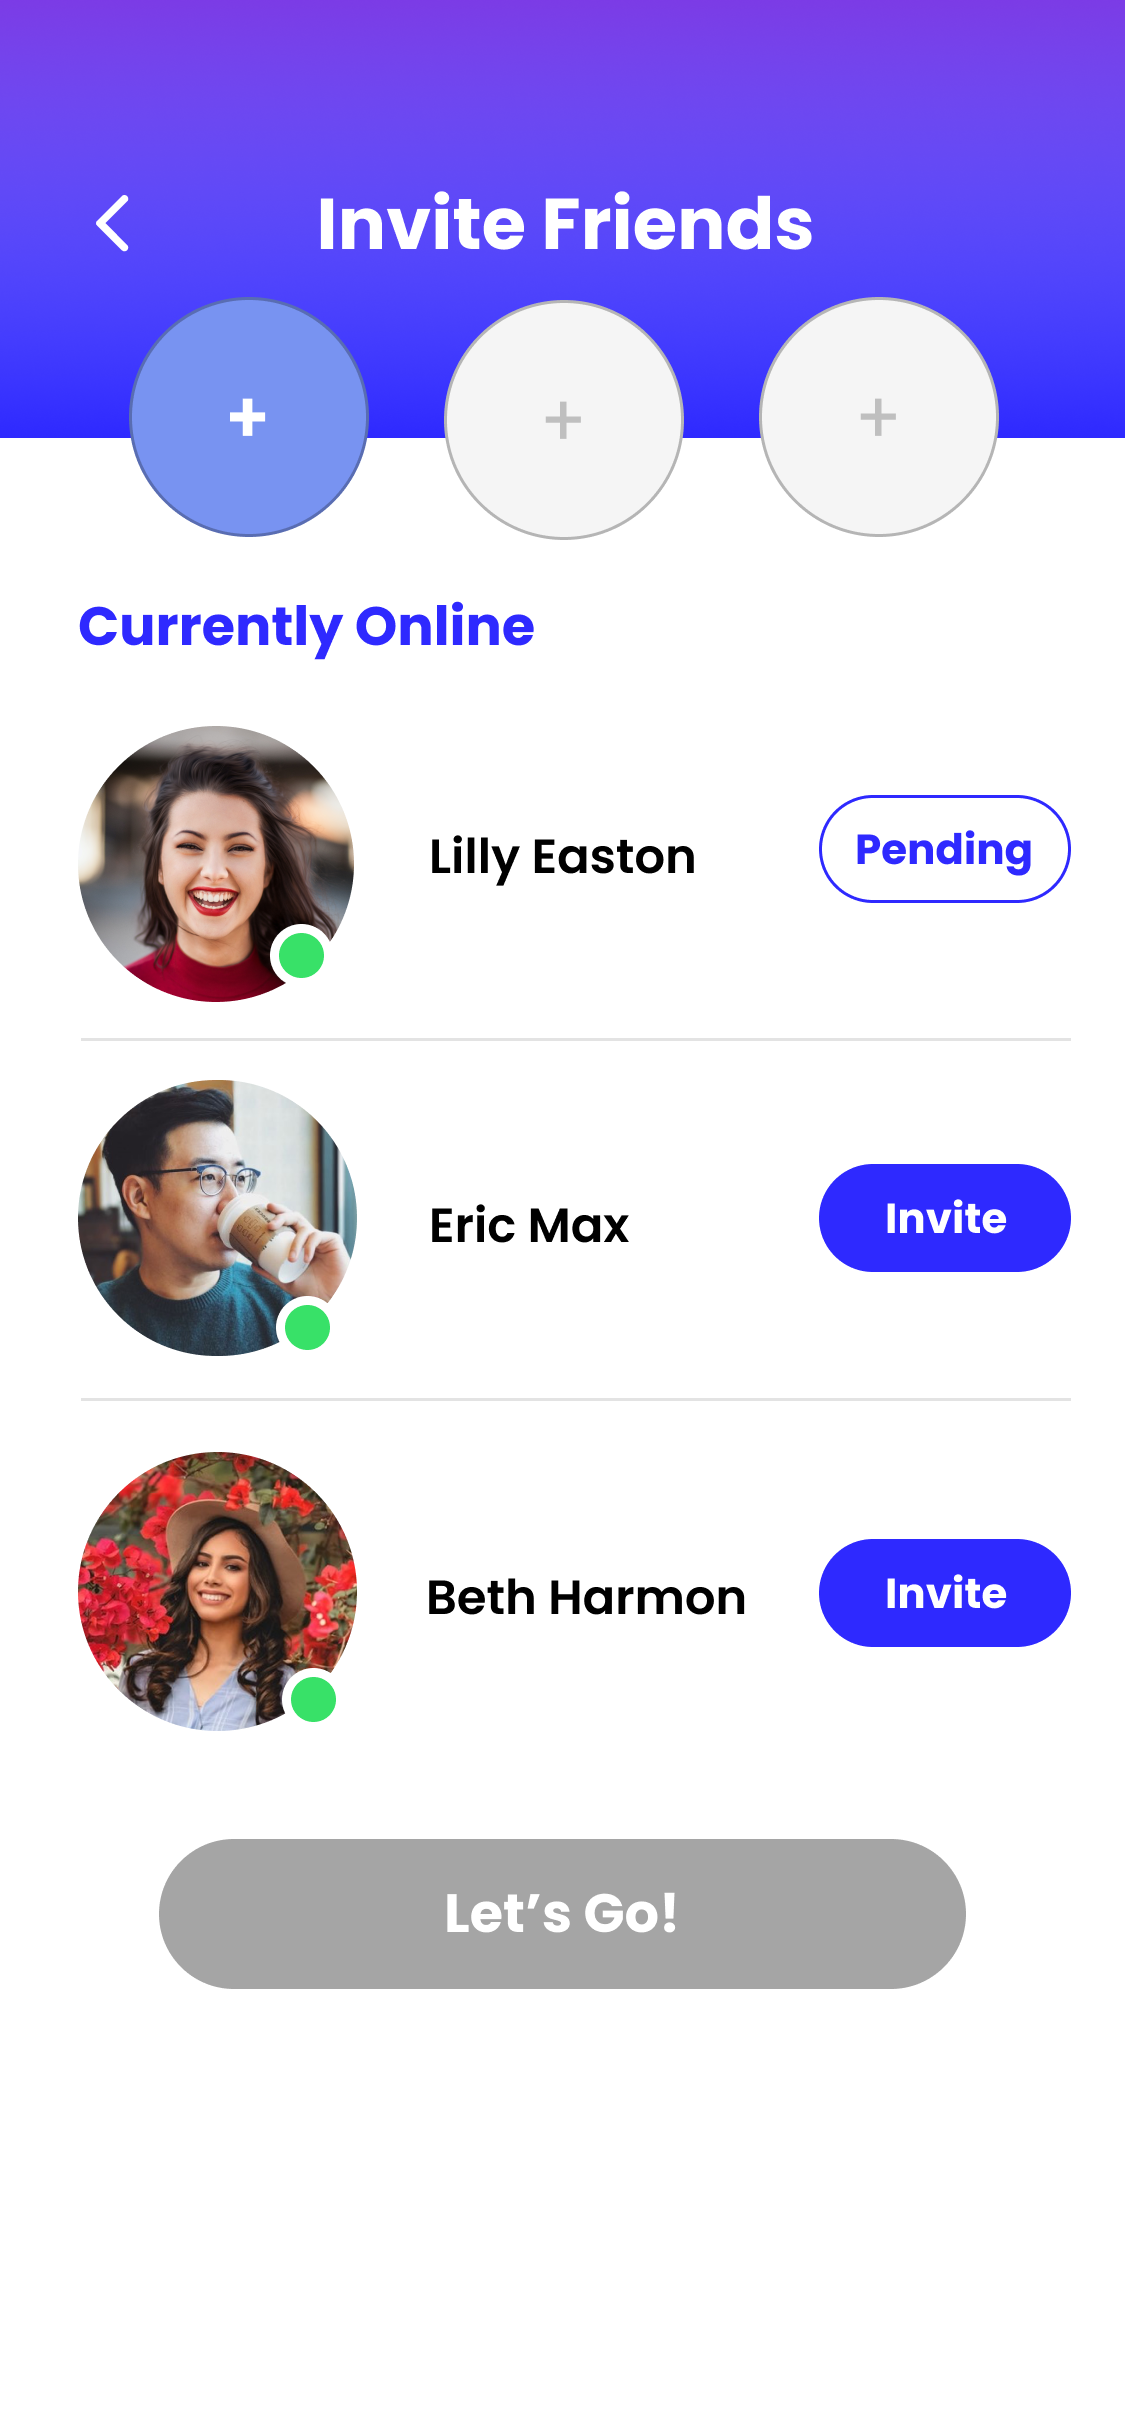 Invite Friends
+
+
+
Currently Online
Lilly Easton
Pending
Eric Max
Invite
Beth Harmon
Invite
Let’s Go!